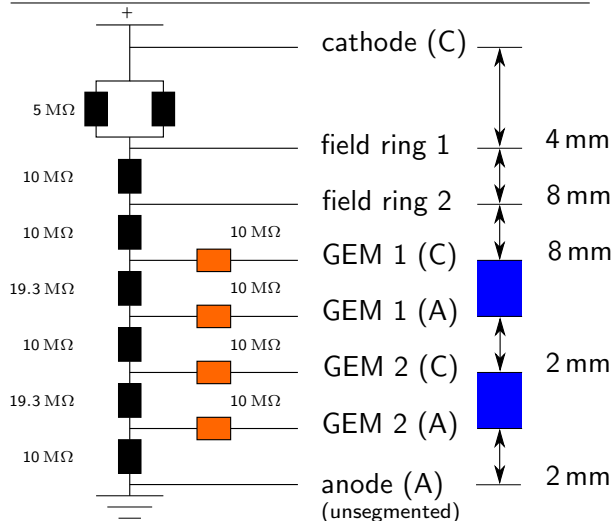 +
cathode (C)
5 MΩ
field ring 1
4 mm
10 MΩ
field ring 2
8 mm
10 MΩ
10 MΩ
GEM 1 (C)
8 mm
19.3 MΩ
10 MΩ
GEM 1 (A)
10 MΩ
10 MΩ
GEM 2 (C)
2 mm
19.3 MΩ
10 MΩ
GEM 2 (A)
10 MΩ
anode (A)
2 mm
(unsegmented)